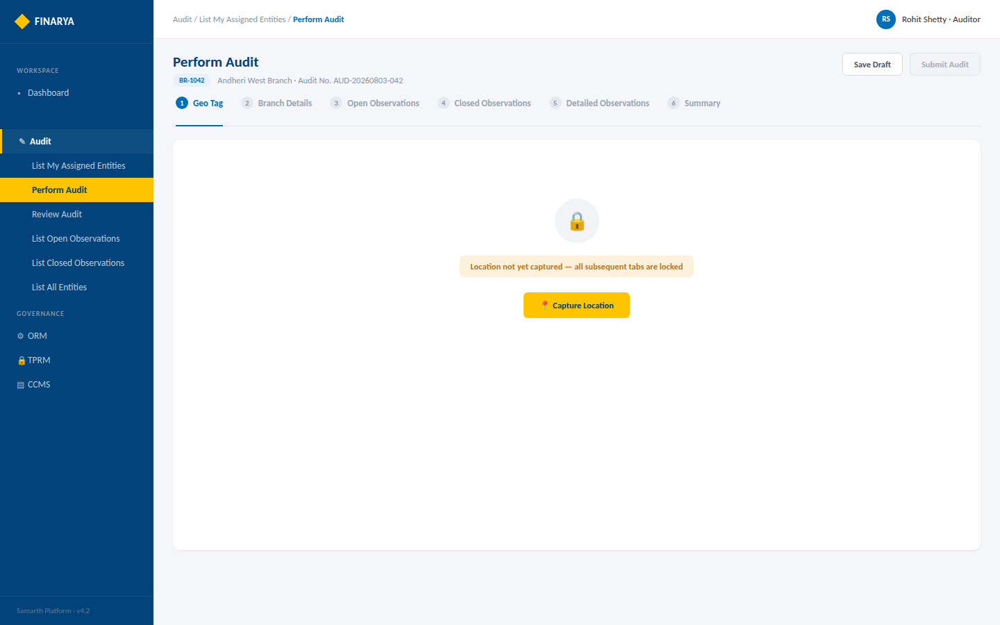 FINARYA
WORKSPACE
Dashboard
Audit
List My Assigned Entities
Perform Audit
Review Audit
List Open Observations
List Closed Observations
List All Entities
GOVERNANCE
ORM
TPRM
CCMS
Samarth Platform - v4.2
Audit / List My Assigned Entities / Perform Audit
RS Rohit Shetty · Auditor
Perform Audit
BR-1042 Andheri West Branch · Audit No. AUD-20260803-042
Save Draft Submit Audit
1 Geo Tag 2 Branch Details 3 Open Observations 4 Closed Observations 5 Detailed Observations 6 Summary
Location not yet captured — all subsequent tabs are locked
Capture Location